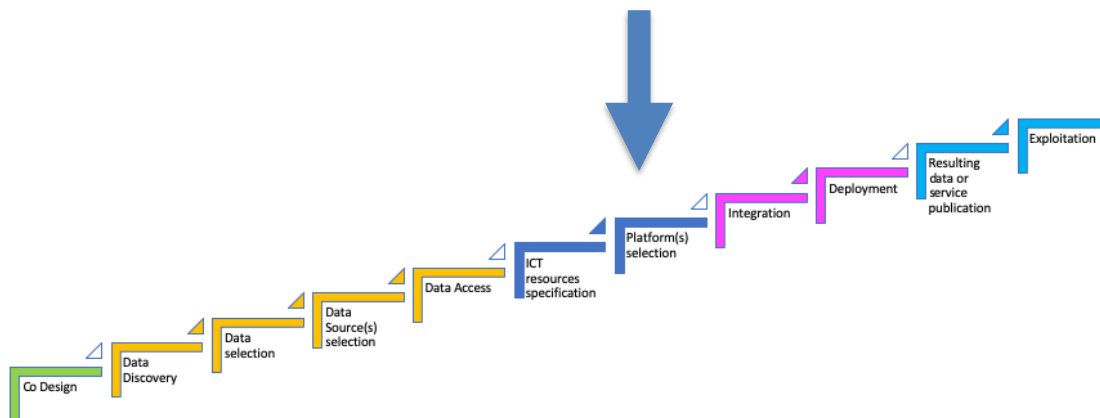 Co Design
Data
Discovery
Data
selection
Data
Source(s)
selection
Data Access
ICT
resources
specification
Platform(s)
selection
Integration
Deployment
Resulting
data or
service
publication
Exploitation